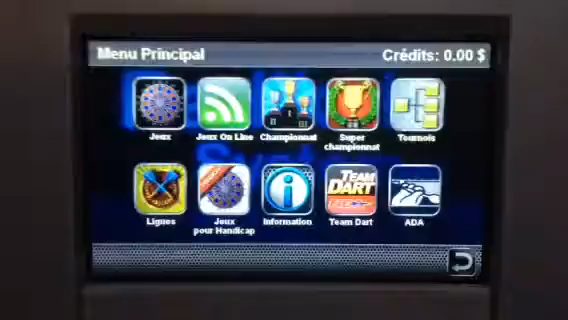 Menu Principal
Crédits: 0.00 $
Jeux
Jeux On Line
Championnat
Super
championnat
Tournois
Ligues
Jeux
pour Handicap
Information
TEAM
DART
Team Dart
ADA